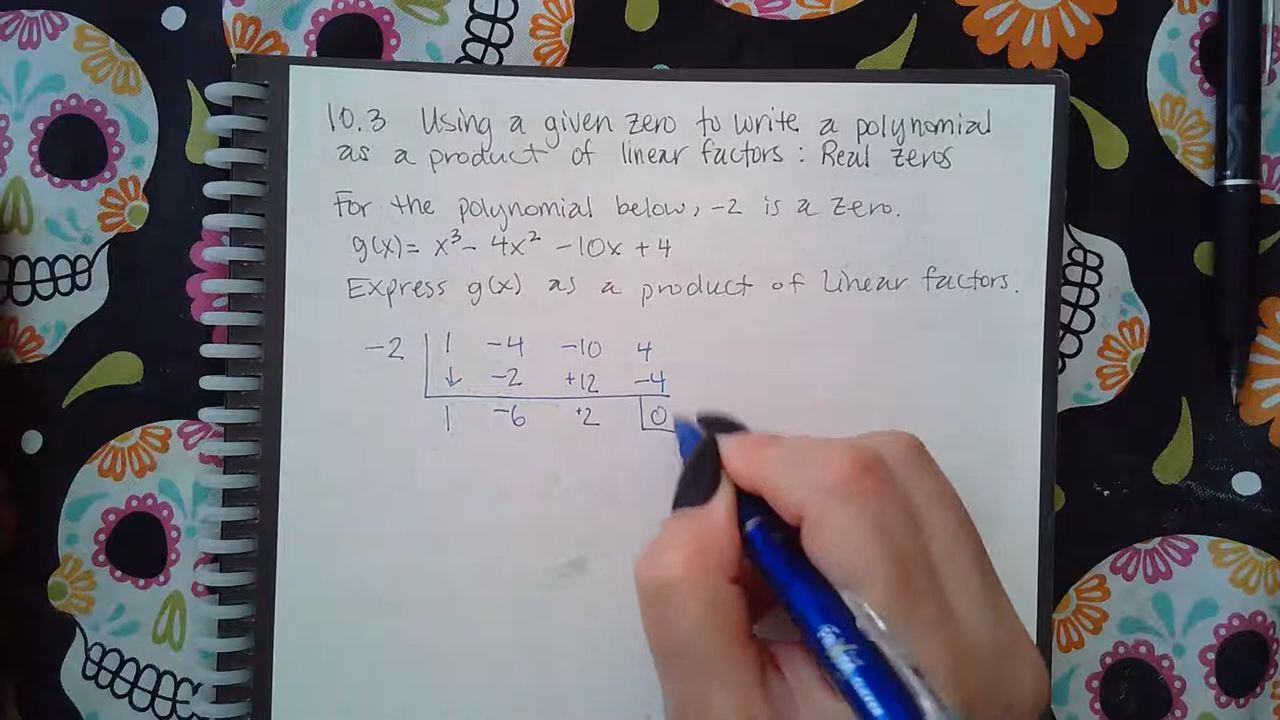 10.3 Using a given zero to write a polynomial
as a product of linear factors : Real zeros
For the polynomial below, -2 is a zero.
g(x) = x³ - 4x² - 10x + 4
Express g(x) as a product of linear factors.
-2 | 1 -4 -10 4
↓ -2 +12 -4
1 -6 +2 0